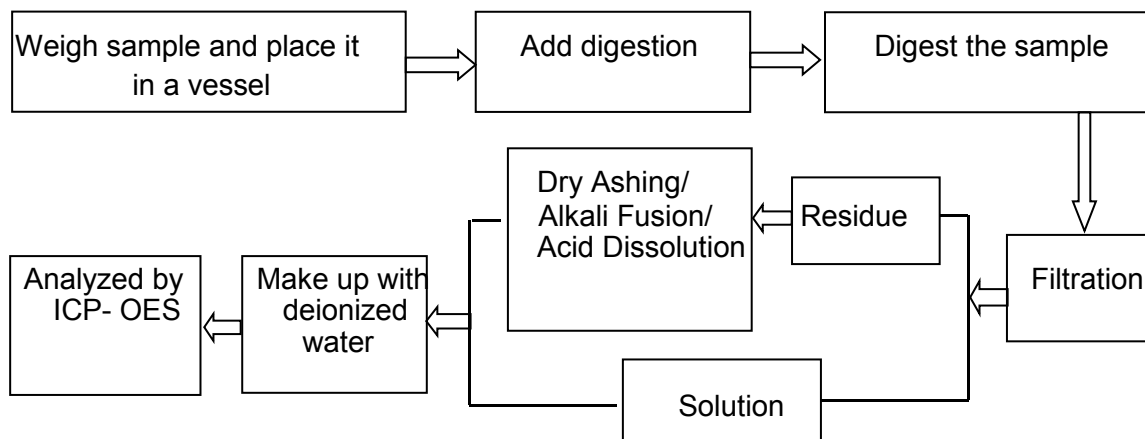 Weigh sample and place it
in a vessel
Add digestion
Digest the sample
Dry Ashing/
Alkali Fusion/
Acid Dissolution
Residue
Filtration
Analyzed by
ICP- OES
Make up with
deionized
water
Solution